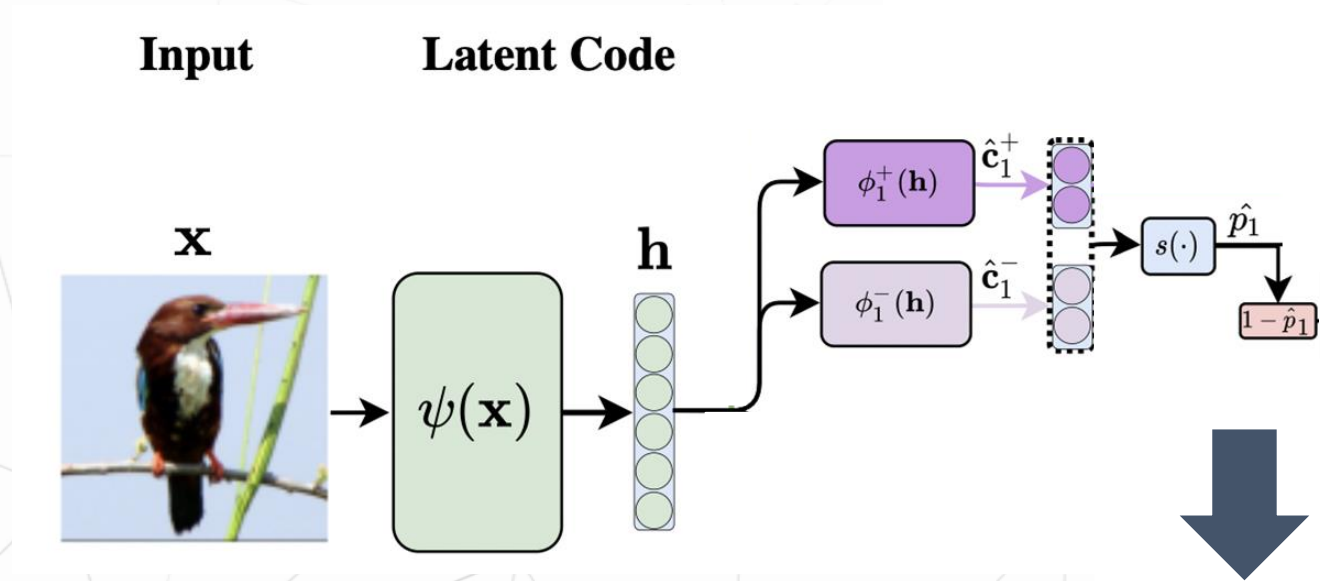 Input
Latent Code
x
ψ(x)
h
ϕ₁⁺(h)
ĉ₁⁺
ϕ₁⁻(h)
ĉ₁⁻
s(·)
p̂₁
1 − p̂₁